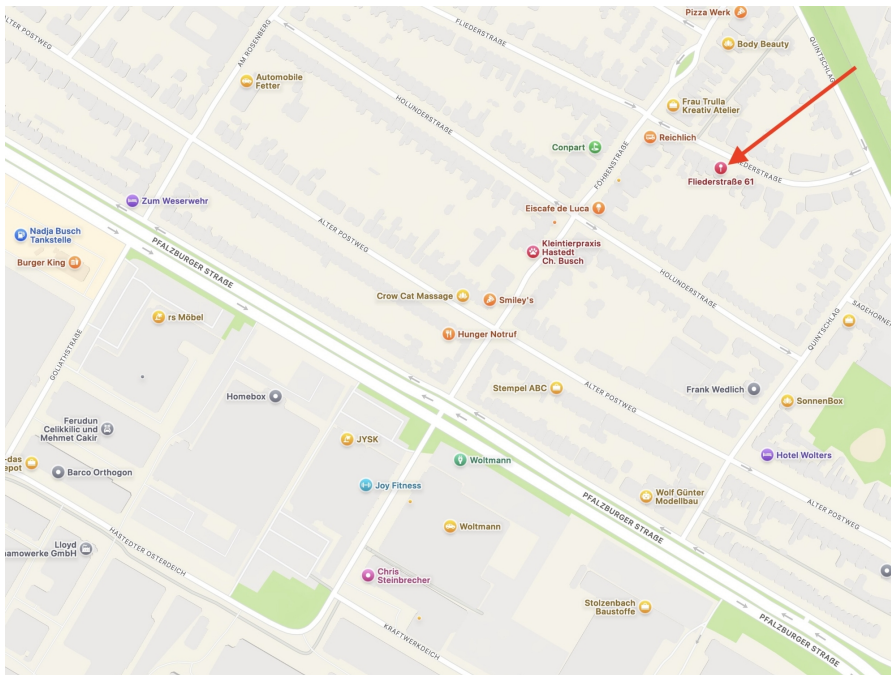 Pizza Werk
FLIEDERSTRAßE
ALTER POSTWEG
AM ROSENBERG
Body Beauty
QUINTSCHLAG
Automobile
Fetter
HOLUNDERSTRAßE
Frau Trulla
Kreativ Atelier
Reichlich
Conpart
FÖHRENSTRAßE
Fliederstraße 61
Zum Weserwehr
Eiscafe de Luca
Nadja Busch
Tankstelle
Burger King
PFALZBURGER STRAßE
ALTER POSTWEG
Kleintierpraxis
Hastedt
Ch. Busch
HOLUNDERSTRAßE
Crow Cat Massage
Smiley's
rs Möbel
Hunger Notruf
QUINTSCHLAG
GOLIATHSTRAßE
Homebox
Stempel ABC
ALTER POSTWEG
Frank Wedlich
SonnenBox
Ferudun
Celikkilic und
Mehmet Cakir
JYSK
Hotel Wolters
Woltmann
Barco Orthogon
Joy Fitness
Wolf Günter
Modellbau
PFALZBURGER STRAßE
ALTER POSTWEG
Woltmann
HASTEDTER OSTERDEICH
Lloyd
Chris
Steinbrecher
Stolzenbach
Baustoffe
KRAFTWERKDEICH
PFALZBURGER STRAßE